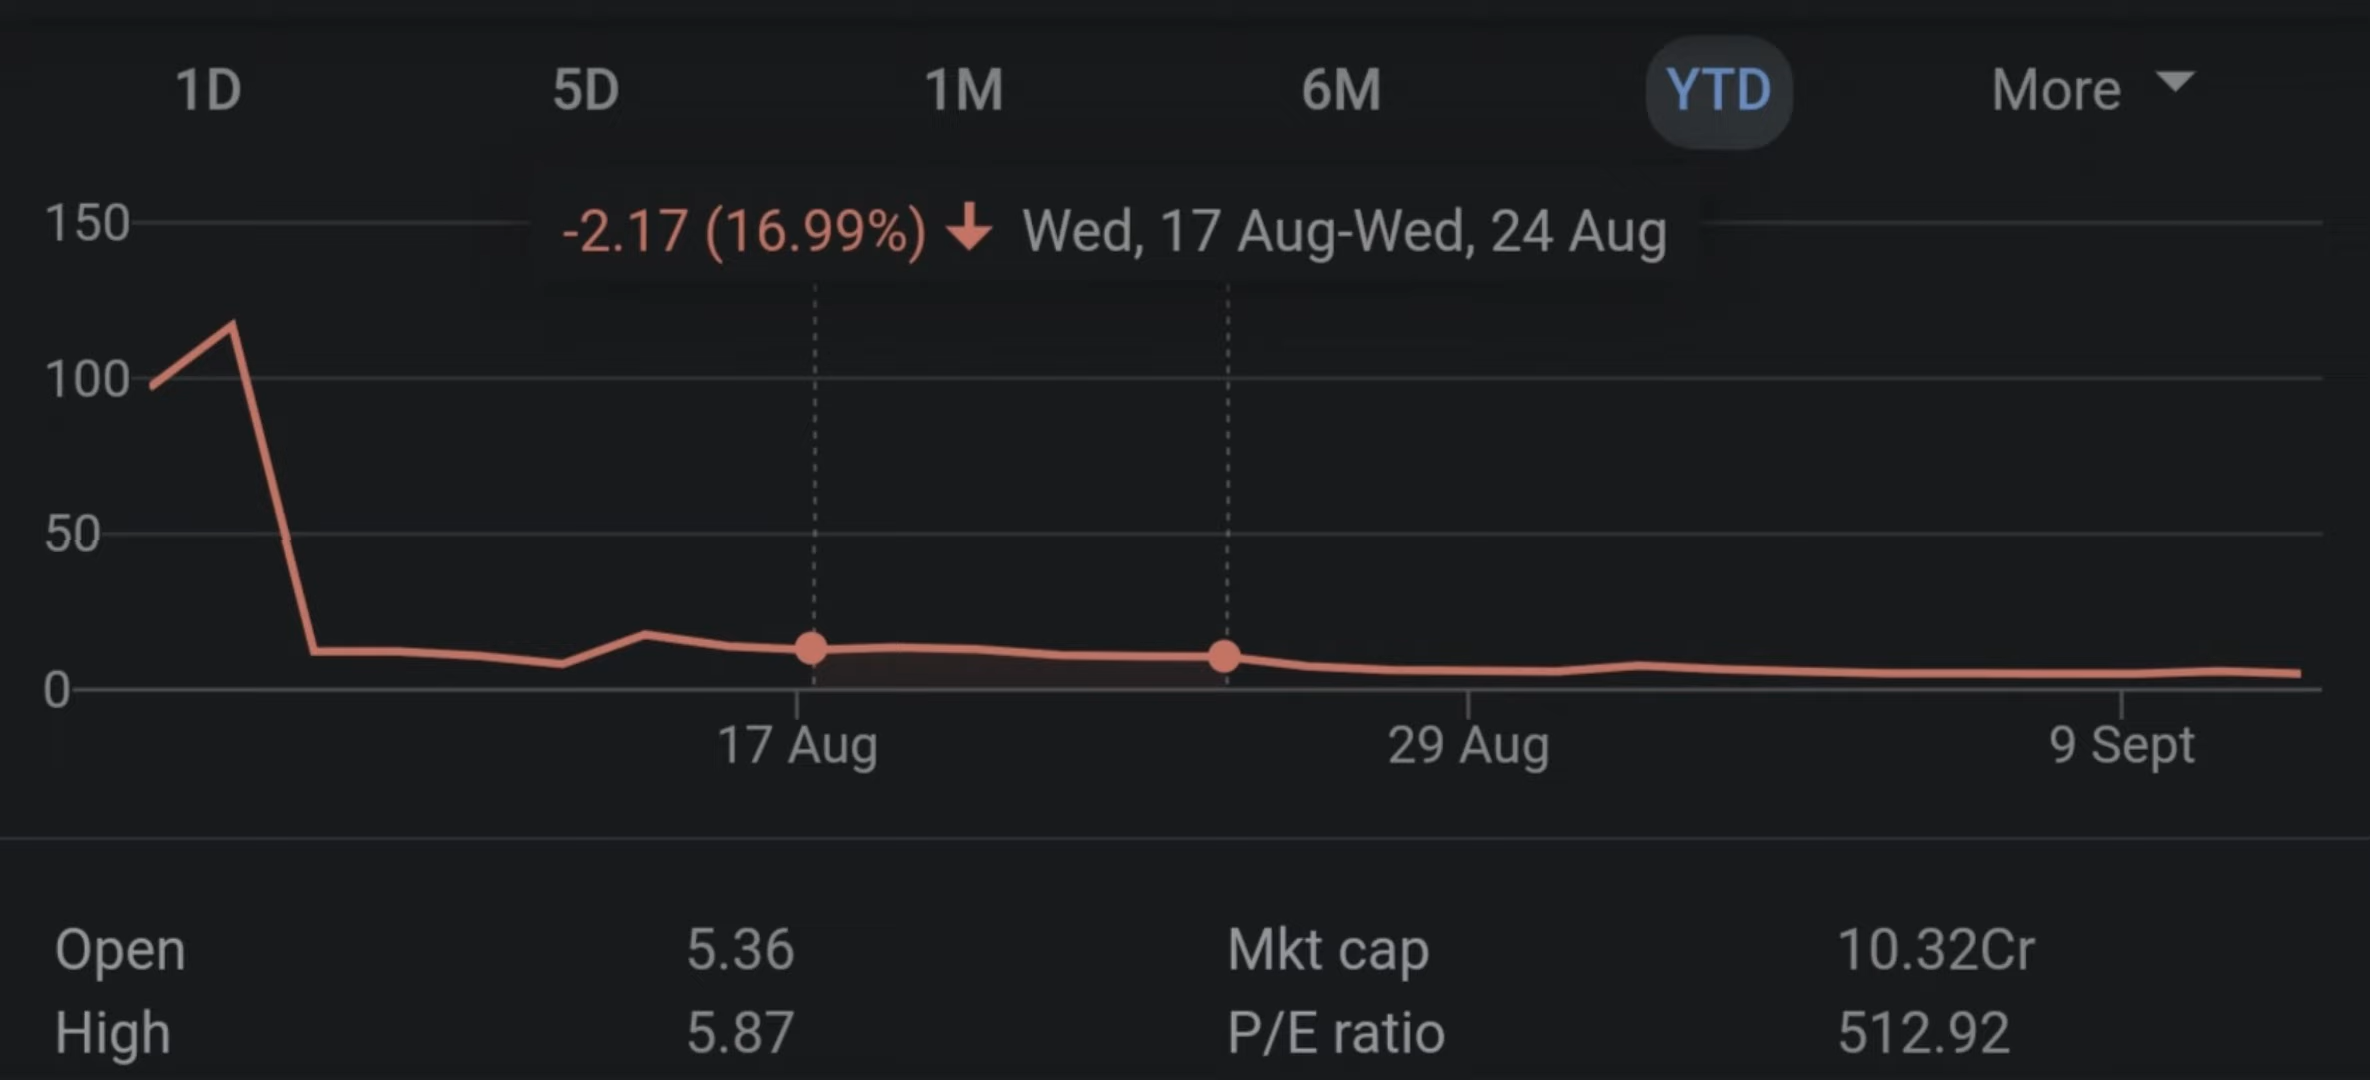 1D 5D 1M 6M YTD More
-2.17 (16.99%) Wed, 17 Aug-Wed, 24 Aug
150
100
50
0
17 Aug 29 Aug 9 Sept
Open 5.36 Mkt cap 10.32Cr
High 5.87 P/E ratio 512.92